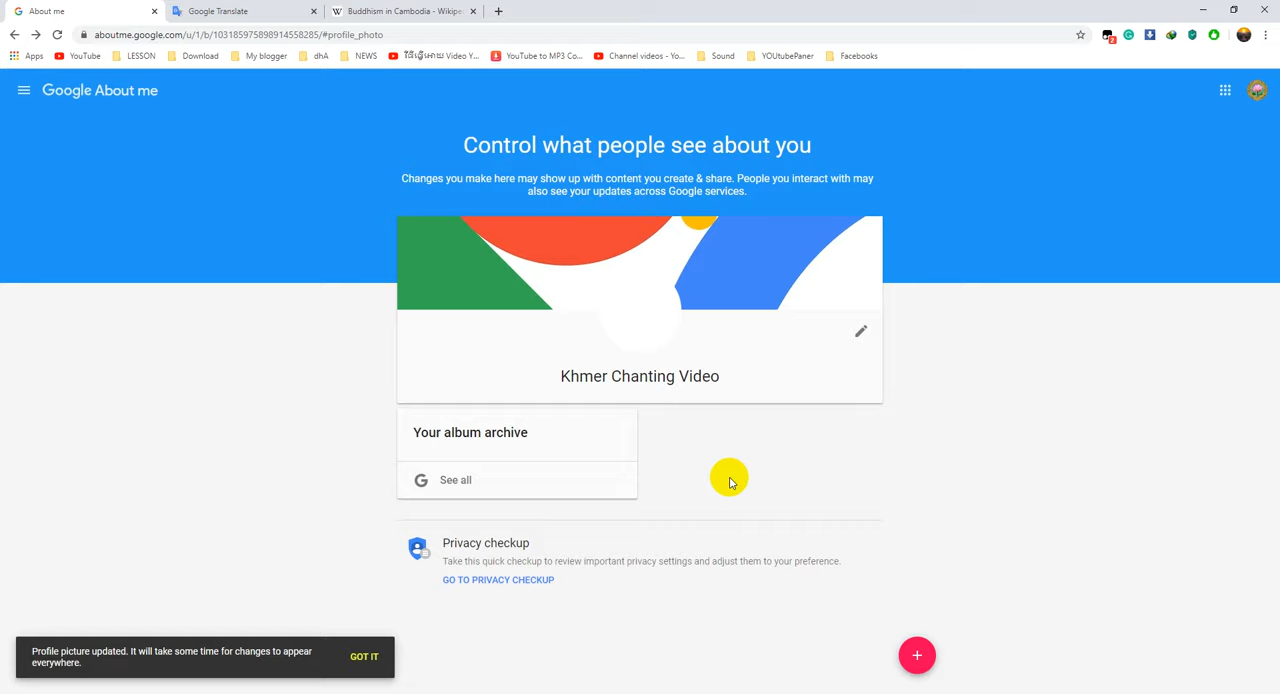 About me
Google Translate
Buddhism in Cambodia - Wikipe
aboutme.google.com/u/1/b/103185975898914558285/#profile_photo
Apps YouTube LESSON Download My blogger dhA NEWS Video Y... YouTube to MP3 Co... Channel videos - Yo... Sound YOUtubePaner Facebooks
Google About me
Control what people see about you
Changes you make here may show up with content you create & share. People you interact with may
also see your updates across Google services.
Khmer Chanting Video
Your album archive
See all
Privacy checkup
Take this quick checkup to review important privacy settings and adjust them to your preference.
GO TO PRIVACY CHECKUP
Profile picture updated. It will take some time for changes to appear
everywhere.
GOT IT